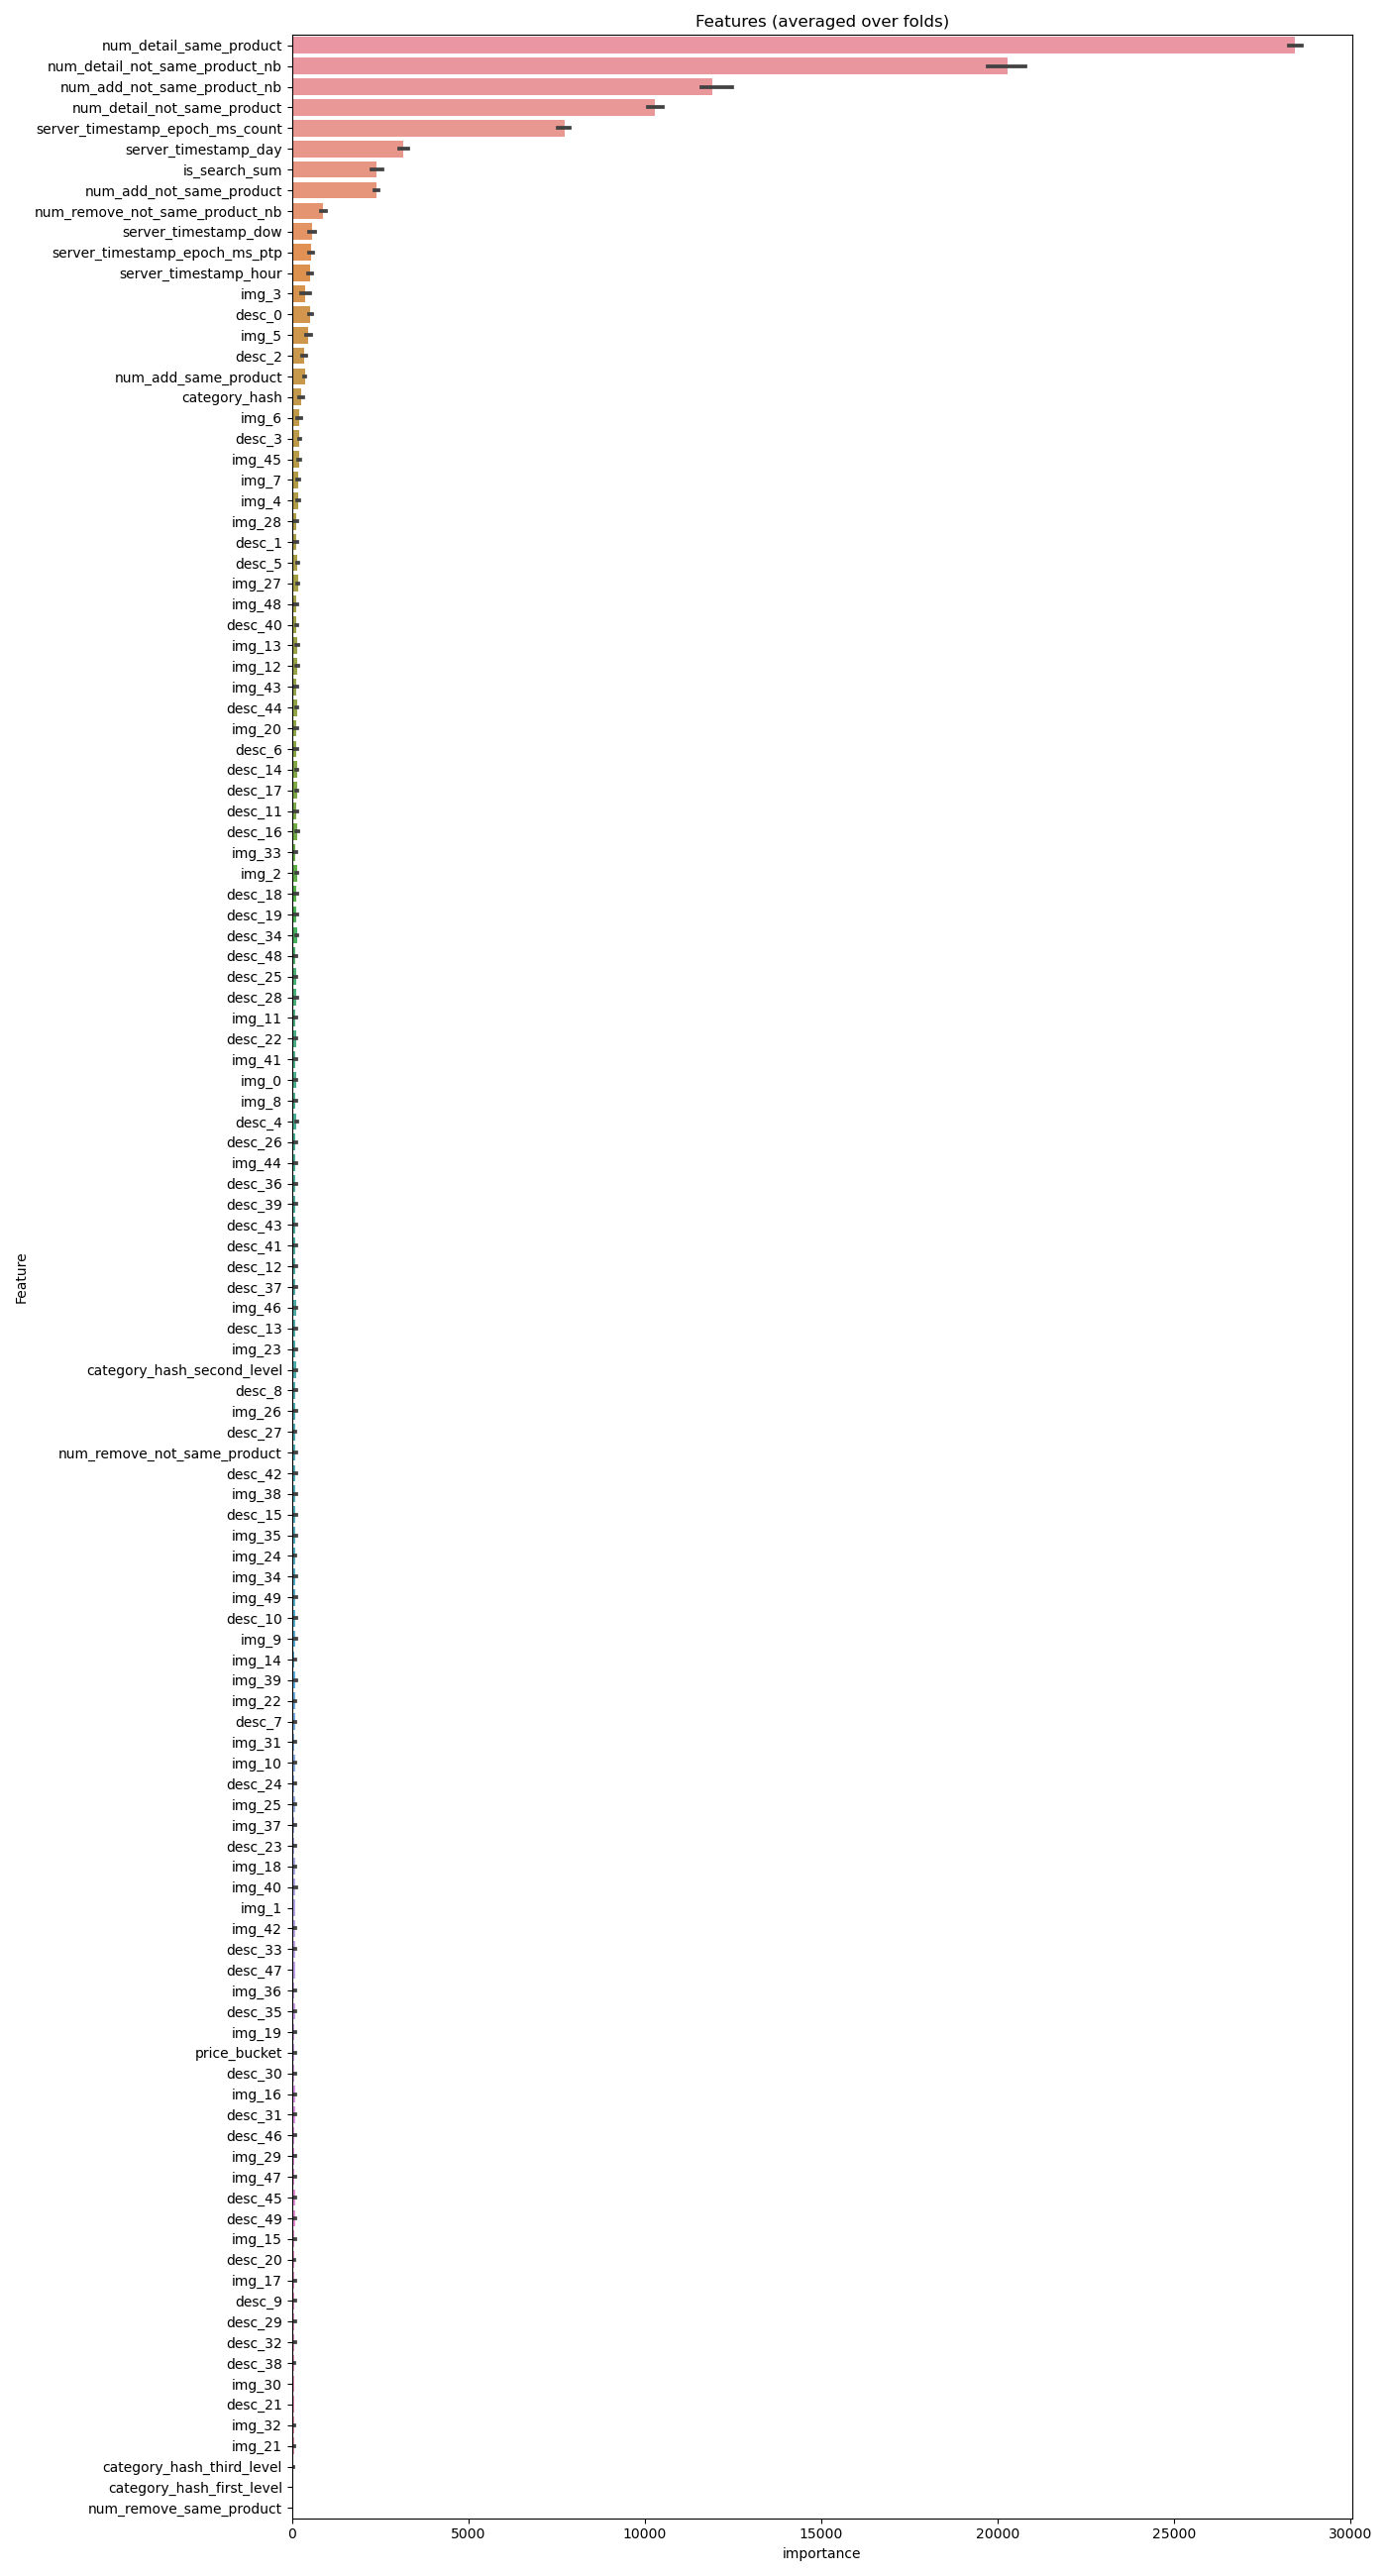 Features (averaged over folds)
num_detail_same_product
num_detail_not_same_product_nb
num_add_not_same_product_nb
num_detail_not_same_product
server_timestamp_epoch_ms_count
server_timestamp_day
is_search_sum
num_add_not_same_product
num_remove_not_same_product_nb
server_timestamp_dow
server_timestamp_epoch_ms_ptp
server_timestamp_hour
img_3
desc_0
img_5
desc_2
num_add_same_product
category_hash
img_6
desc_3
img_45
img_7
img_4
img_28
desc_1
desc_5
img_27
img_48
desc_40
img_13
img_12
img_43
desc_44
img_20
desc_6
desc_14
desc_17
desc_11
desc_16
img_33
img_2
desc_18
desc_19
desc_34
desc_48
desc_25
desc_28
img_11
desc_22
img_41
img_0
img_8
desc_4
desc_26
img_44
desc_36
desc_39
desc_43
desc_41
desc_12
desc_37
img_46
desc_13
img_23
category_hash_second_level
desc_8
img_26
desc_27
num_remove_not_same_product
desc_42
img_38
desc_15
img_35
img_24
img_34
img_49
desc_10
img_9
img_14
img_39
img_22
desc_7
img_31
img_10
desc_24
img_25
img_37
desc_23
img_18
img_40
img_1
img_42
desc_33
desc_47
img_36
desc_35
img_19
price_bucket
desc_30
img_16
desc_31
desc_46
img_29
img_47
desc_45
desc_49
img_15
desc_20
img_17
desc_9
desc_29
desc_32
desc_38
img_30
desc_21
img_32
img_21
category_hash_third_level
category_hash_first_level
num_remove_same_product
Feature
0 5000 10000 15000 20000 25000 30000
importance